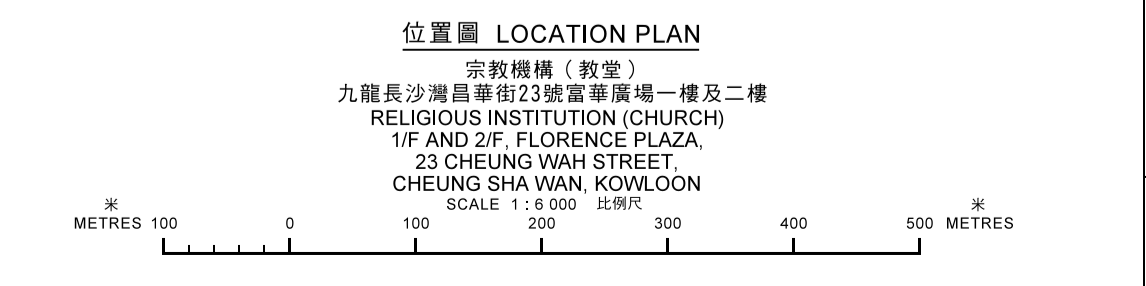 位置圖 LOCATION PLAN
宗教機構（教堂）
九龍長沙灣昌華街23號富華廣場一樓及二樓
RELIGIOUS INSTITUTION (CHURCH)
1/F AND 2/F, FLORENCE PLAZA,
23 CHEUNG WAH STREET,
CHEUNG SHA WAN, KOWLOON
米 SCALE 1 : 6 000 比例尺 米
METRES 100 0 100 200 300 400 500 METRES